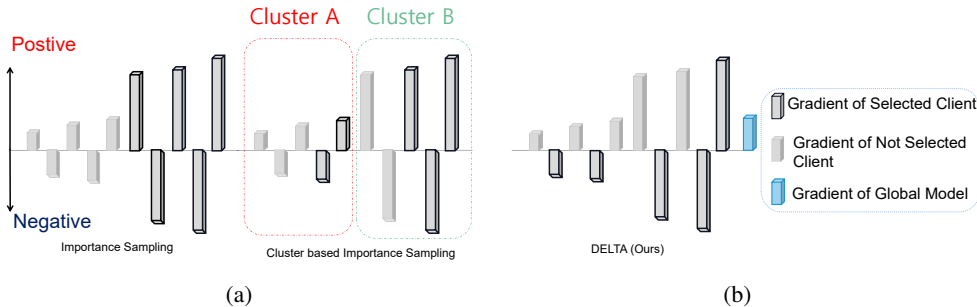 Cluster A
Cluster B
Postive
Negative
Importance Sampling
Cluster based Importance Sampling
DELTA (Ours)
Gradient of Selected Client
Gradient of Not Selected
Client
Gradient of Global Model
(a)
(b)